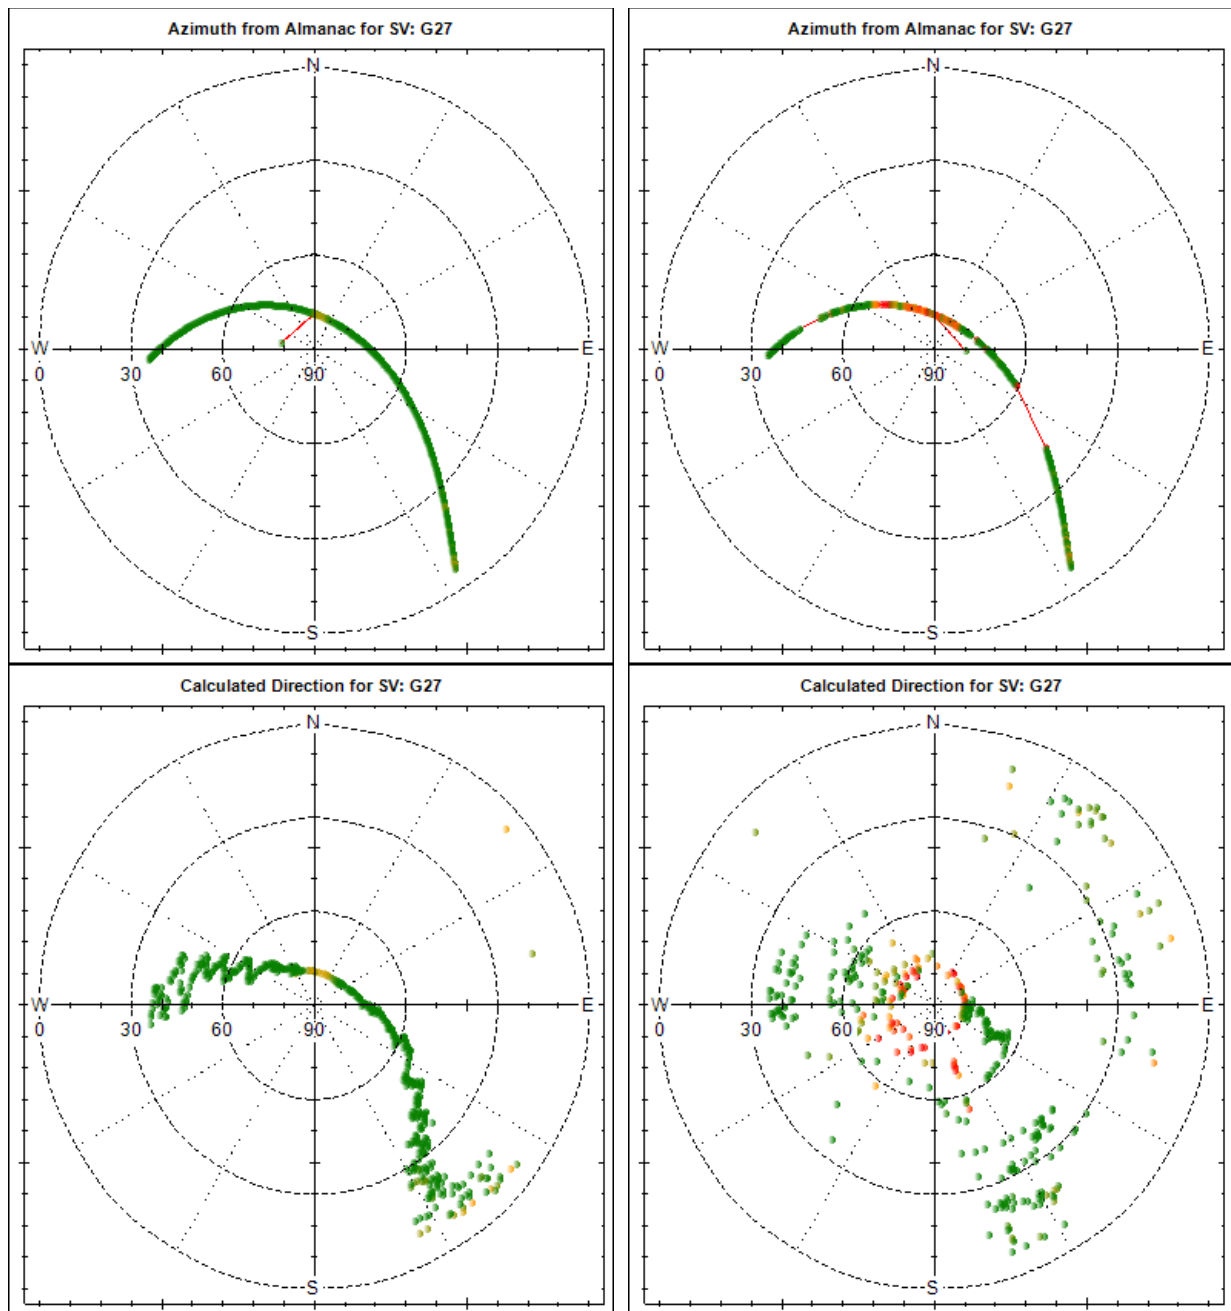 Azimuth from Almanac for SV: G27
N
W
E
0
30
60
90
S
Azimuth from Almanac for SV: G27
N
W
E
0
30
60
90
S
Calculated Direction for SV: G27
N
W
E
0
30
60
90
S
Calculated Direction for SV: G27
N
W
E
0
30
60
90
S